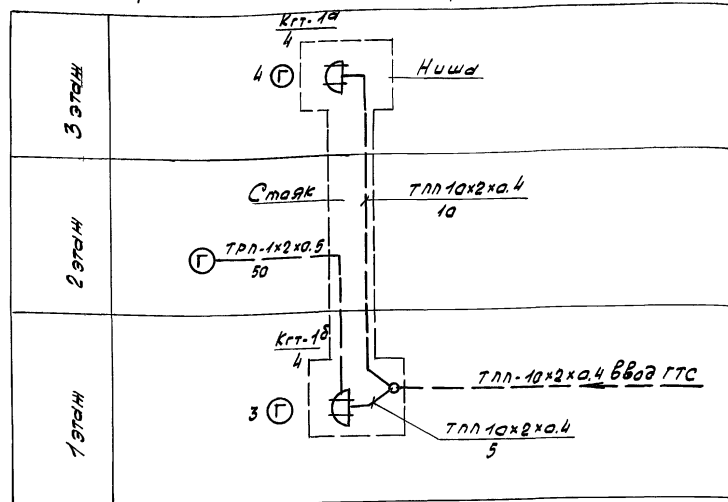 Кгт-1а
4
4 Г
Ниша
3 этаж
Стояк
ТПП 10х2х0.4
10
ТРП-1х2х0.5
50
Г
2 этаж
Кгт-1б
4
ТПП-10х2х0.4 ввод ГТС
3 Г
ТПП 10х2х0.4
5
1 этаж